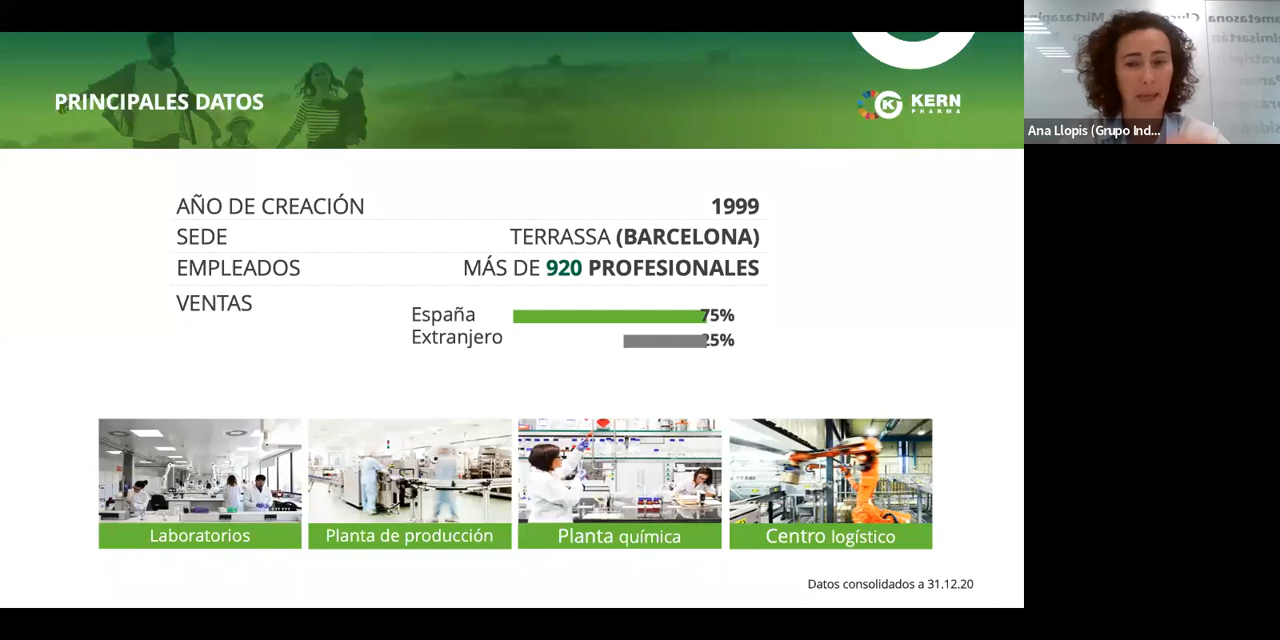 PRINCIPALES DATOS
KERN
PHARMA
AÑO DE CREACIÓN 1999
SEDE TERRASSA (BARCELONA)
EMPLEADOS MÁS DE 920 PROFESIONALES
VENTAS
España 75%
Extranjero 25%
Laboratorios
Planta de producción
Planta química
Centro logístico
Datos consolidados a 31.12.20
Ana Llopis (Grupo Ind...